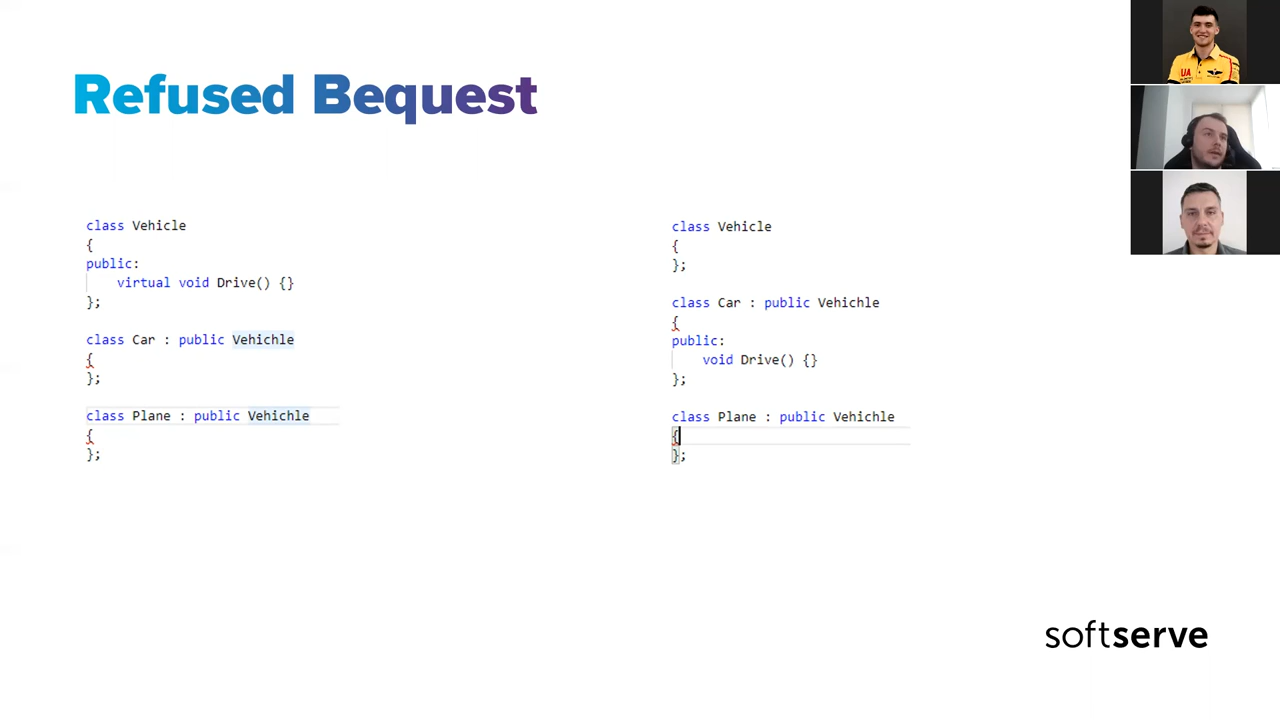 Refused Bequest
class Vehicle
{
public:
virtual void Drive() {}
};
class Car : public Vehichle
{
};
class Plane : public Vehichle
{
};
class Vehicle
{
};
class Car : public Vehichle
{
public:
void Drive() {}
};
class Plane : public Vehichle
{
};
UA
softserve